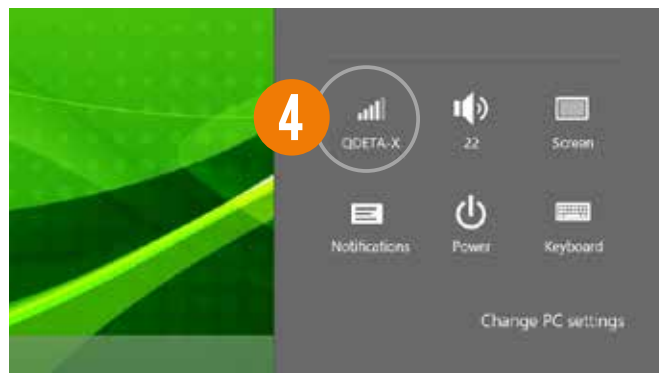 4
QDETA-X 22 Screen
Notifications Power Keyboard
Change PC settings